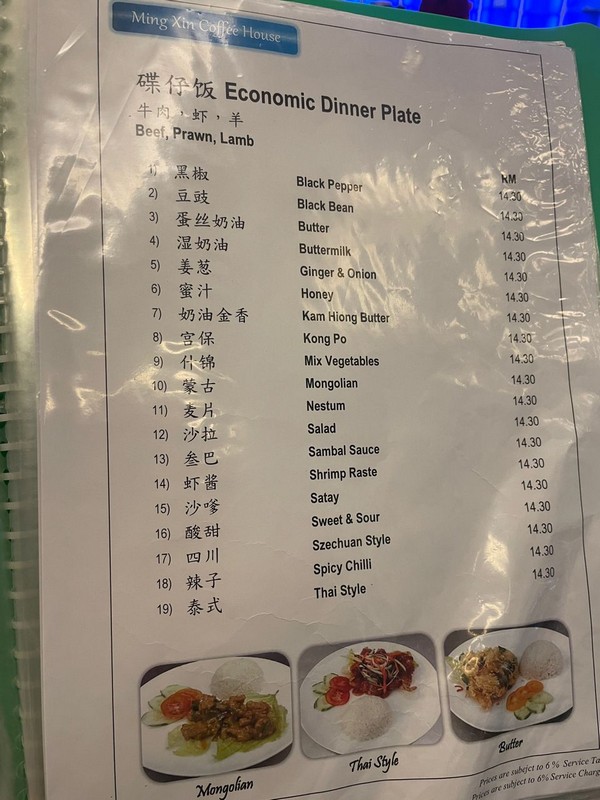 Ming Xin Coffee House
碟仔饭 Economic Dinner Plate
牛肉，虾，羊
Beef, Prawn, Lamb
RM
1) 黑椒 Black Pepper 14.30
2) 豆豉 Black Bean 14.30
3) 蛋丝奶油 Butter 14.30
4) 湿奶油 Buttermilk 14.30
5) 姜葱 Ginger & Onion 14.30
6) 蜜汁 Honey 14.30
7) 奶油金香 Kam Hiong Butter 14.30
8) 宫保 Kong Po 14.30
9) 什锦 Mix Vegetables 14.30
10) 蒙古 Mongolian 14.30
11) 麦片 Nestum 14.30
12) 沙拉 Salad 14.30
13) 叁巴 Sambal Sauce 14.30
14) 虾酱 Shrimp Raste 14.30
15) 沙嗲 Satay 14.30
16) 酸甜 Sweet & Sour 14.30
17) 四川 Szechuan Style 14.30
18) 辣子 Spicy Chilli 14.30
19) 泰式 Thai Style 14.30
Mongolian
Thai Style
Butter
Prices are subejct to 6 % Service Ta
Prices are subject to 6% Service Charg